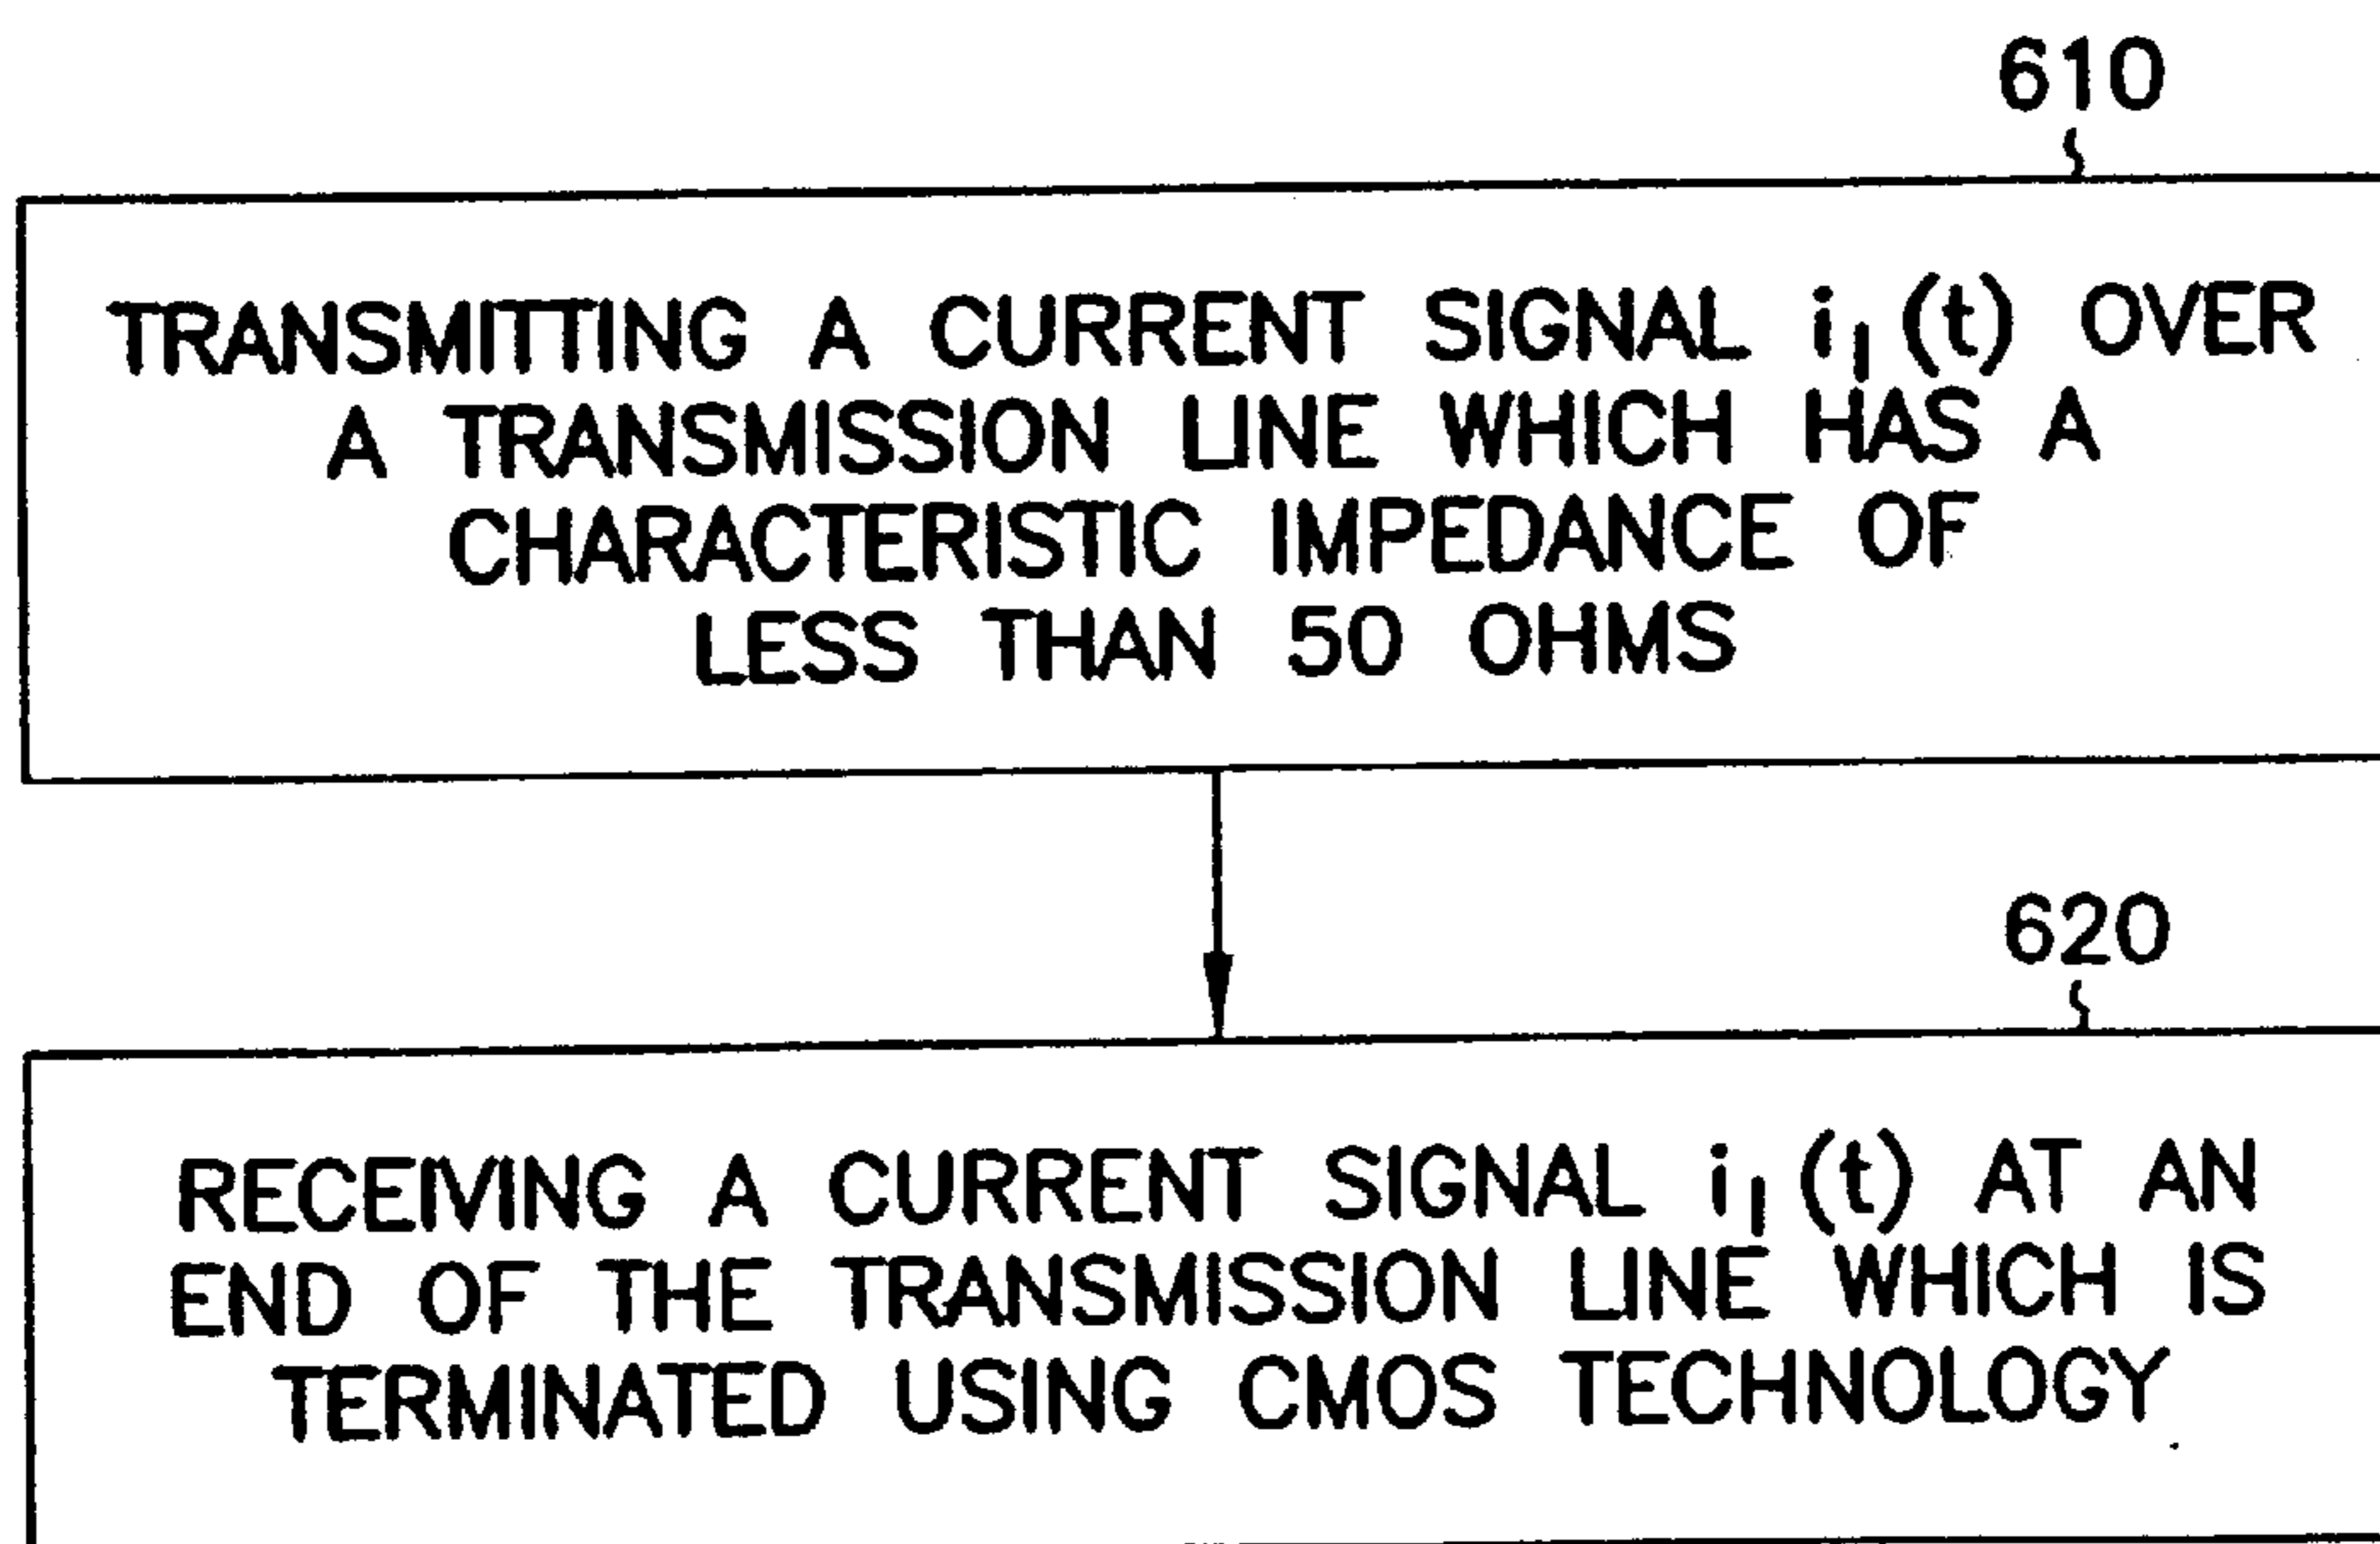 610
TRANSMITTING A CURRENT SIGNAL i₁(t) OVER
A TRANSMISSION LINE WHICH HAS A
CHARACTERISTIC IMPEDANCE OF
LESS THAN 50 OHMS
620
RECEIVING A CURRENT SIGNAL i₁(t) AT AN
END OF THE TRANSMISSION LINE WHICH IS
TERMINATED USING CMOS TECHNOLOGY